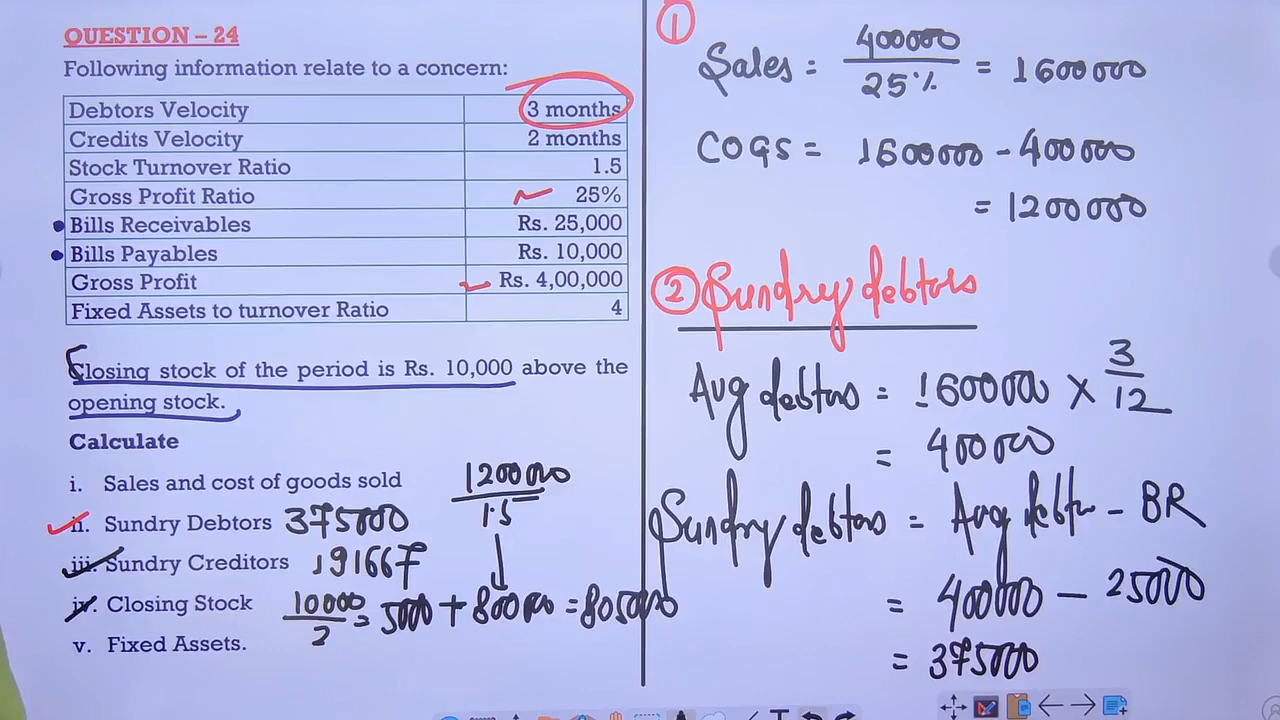 QUESTION – 24
Following information relate to a concern:
Debtors Velocity 3 months
Credits Velocity 2 months
Stock Turnover Ratio 1.5
Gross Profit Ratio 25%
Bills Receivables Rs. 25,000
Bills Payables Rs. 10,000
Gross Profit Rs. 4,00,000
Fixed Assets to turnover Ratio 4
Closing stock of the period is Rs. 10,000 above the
opening stock.
Calculate
i. Sales and cost of goods sold
1200000
1.5
ii. Sundry Debtors 375000
iii. Sundry Creditors 191667
iv. Closing Stock 10000/2 = 5000 + 800000 = 805000
v. Fixed Assets.
1
Sales = 400000/25% = 1600000
COGS = 1600000 - 400000
= 1200000
2 Sundry debtors
Avg debtors = 1600000 × 3/12
= 400000
Sundry debtors = Avg debtr - BR
= 400000 - 25000
= 375000